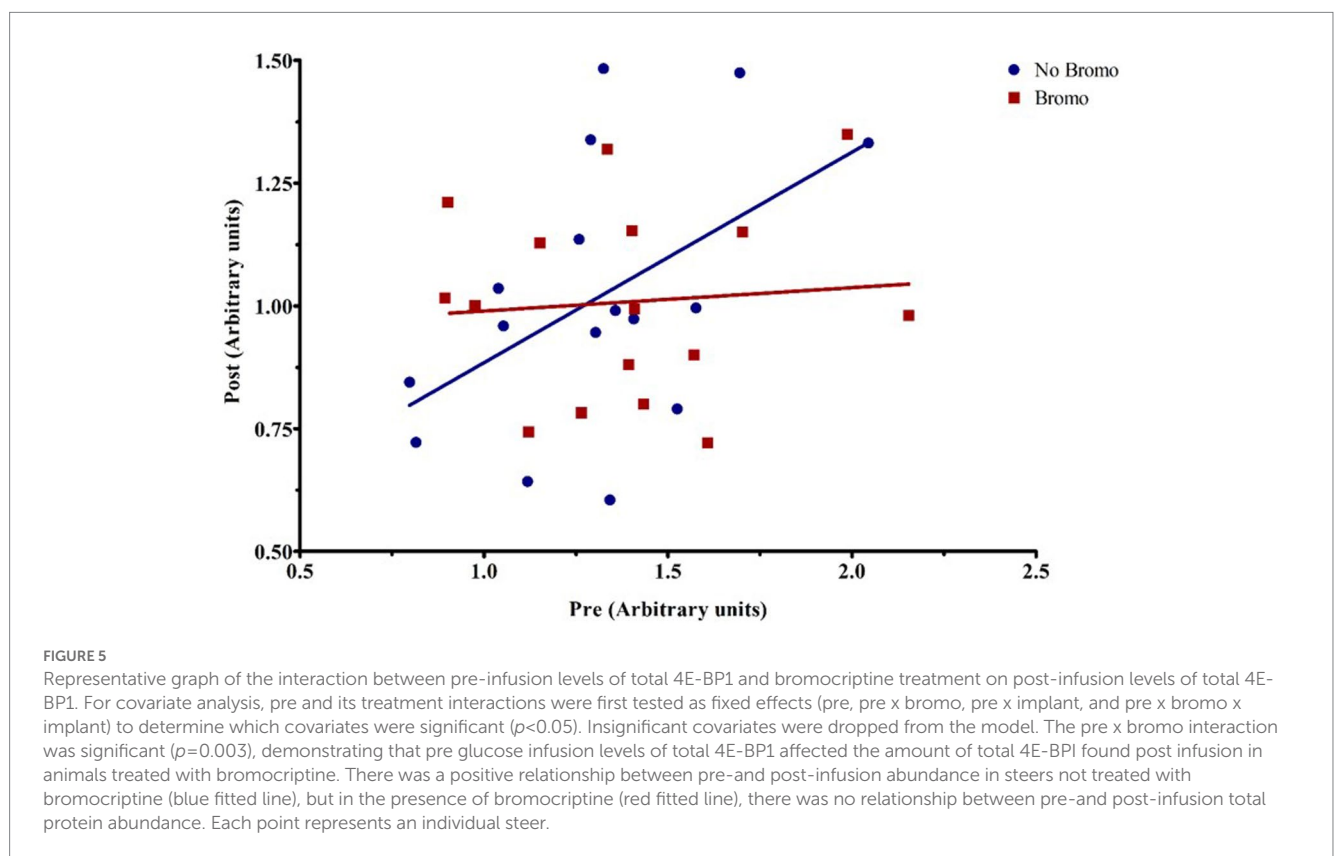 1.50
1.25
1.00
0.75
0.50
Post (Arbitrary units)
0.5
1.0
1.5
2.0
2.5
Pre (Arbitrary units)
No Bromo
Bromo
FIGURE 5
Representative graph of the interaction between pre-infusion levels of total 4E-BP1 and bromocriptine treatment on post-infusion levels of total 4E-
BP1. For covariate analysis, pre and its treatment interactions were first tested as fixed effects (pre, pre x bromo, pre x implant, and pre x bromo x
implant) to determine which covariates were significant (p<0.05). Insignificant covariates were dropped from the model. The pre x bromo interaction
was significant (p=0.003), demonstrating that pre glucose infusion levels of total 4E-BP1 affected the amount of total 4E-BPI found post infusion in
animals treated with bromocriptine. There was a positive relationship between pre-and post-infusion abundance in steers not treated with
bromocriptine (blue fitted line), but in the presence of bromocriptine (red fitted line), there was no relationship between pre-and post-infusion total
protein abundance. Each point represents an individual steer.